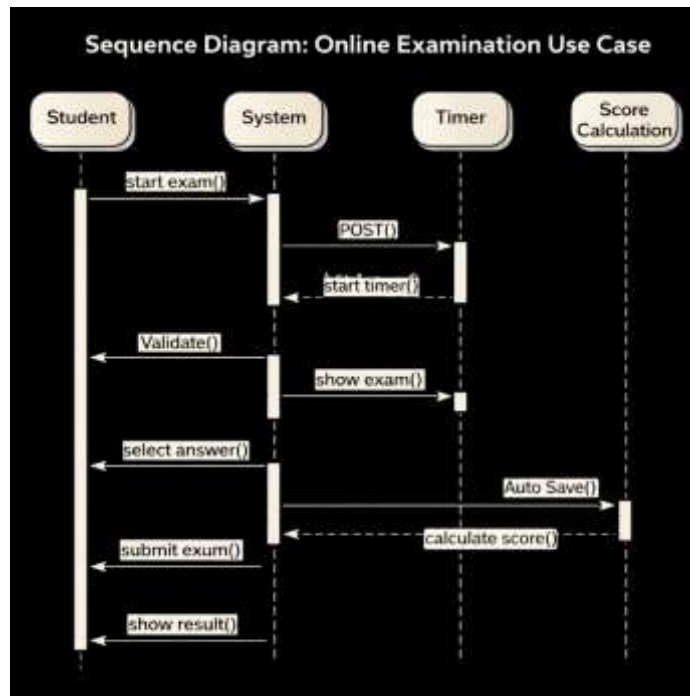 Sequence Diagram: Online Examination Use Case
Student
System
Timer
Score
Calculation
start exam()
POST()
start timer()
Validate()
show exam()
select answer()
Auto Save()
calculate score()
submit exum()
show result()